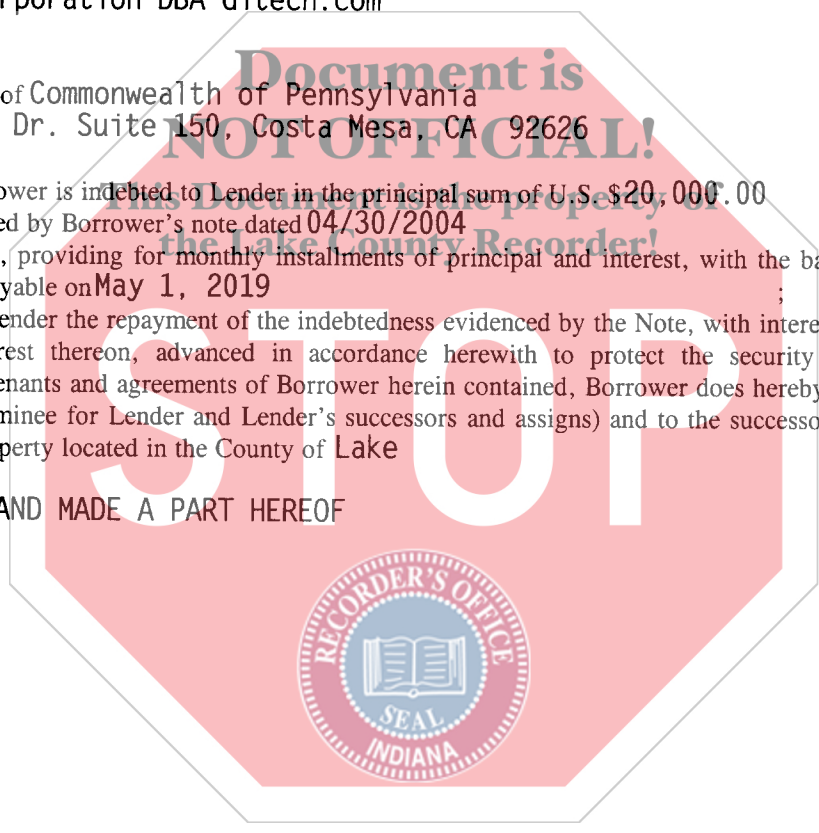 rporation DBA ditech.com
Document is
of Commonwealth of Pennsylvania
Dr. Suite 150, Costa Mesa, CA 92626
NOT OFFICIAL!
ower is indebted to Lender in the principal sum of U.S. $20,000.00
This Document is the property of
ed by Borrower's note dated 04/30/2004
the Lake County Recorder!
, providing for monthly installments of principal and interest, with the ba
yable on May 1, 2019 ;
ender the repayment of the indebtedness evidenced by the Note, with intere
rest thereon, advanced in accordance herewith to protect the security
enants and agreements of Borrower herein contained, Borrower does hereby
minee for Lender and Lender's successors and assigns) and to the successo
perty located in the County of Lake
STOP
AND MADE A PART HEREOF
RECORDER'S OFFICE
SEAL
INDIANA